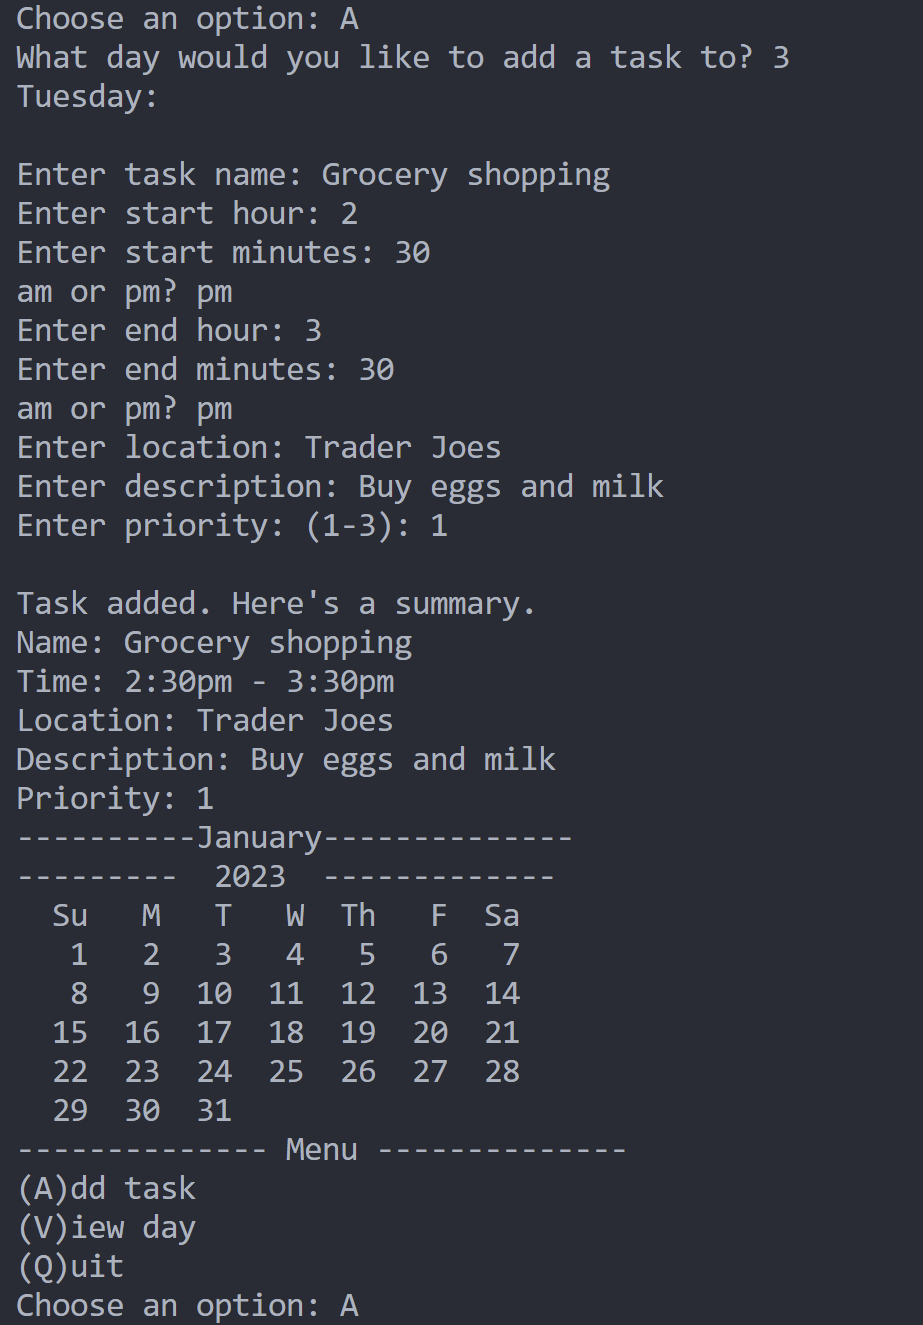 Choose an option: A
What day would you like to add a task to? 3
Tuesday:

Enter task name: Grocery shopping
Enter start hour: 2
Enter start minutes: 30
am or pm? pm
Enter end hour: 3
Enter end minutes: 30
am or pm? pm
Enter location: Trader Joes
Enter description: Buy eggs and milk
Enter priority: (1-3): 1

Task added. Here's a summary.
Name: Grocery shopping
Time: 2:30pm - 3:30pm
Location: Trader Joes
Description: Buy eggs and milk
Priority: 1
----------January--------------
---------  2023  -------------
  Su   M   T   W  Th   F  Sa
   1   2   3   4   5   6   7
   8   9  10  11  12  13  14
  15  16  17  18  19  20  21
  22  23  24  25  26  27  28
  29  30  31
-------------- Menu --------------
(A)dd task
(V)iew day
(Q)uit
Choose an option: A